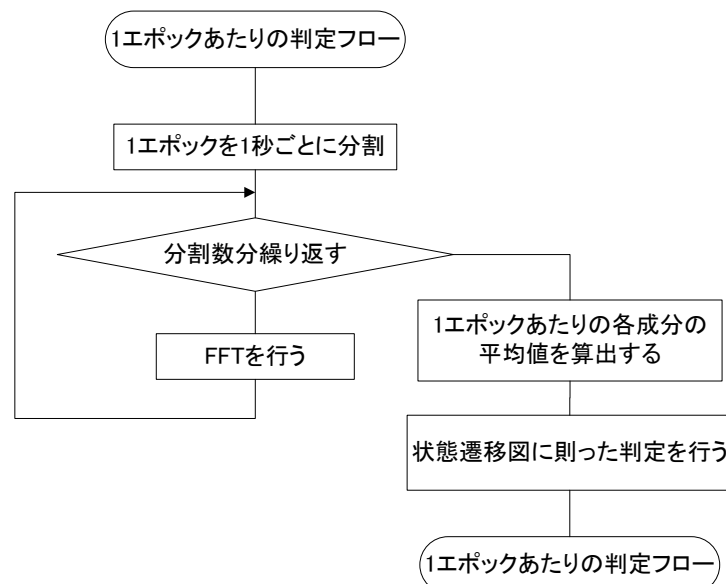 1エポックあたりの判定フロー
1エポックを1秒ごとに分割
分割数分繰り返す
FFTを行う
1エポックあたりの各成分の
平均値を算出する
状態遷移図に則った判定を行う
1エポックあたりの判定フロー